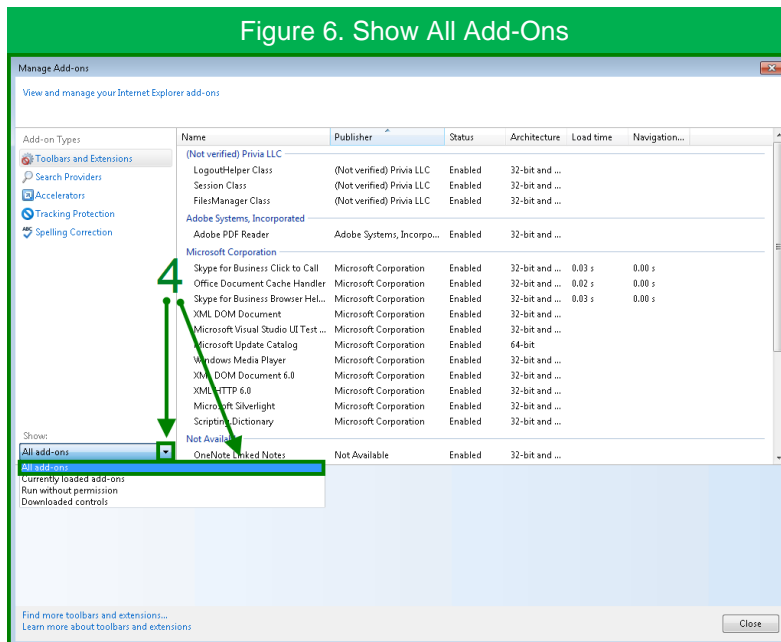 Figure 6. Show All Add-Ons
Manage Add-ons
View and manage your Internet Explorer add-ons
Add-on Types
Toolbars and Extensions
Search Providers
Accelerators
Tracking Protection
ABC Spelling Correction
Name Publisher Status Architecture Load time Navigation...
(Not verified) Privia LLC
LogoutHelper Class (Not verified) Privia LLC Enabled 32-bit and ...
Session Class (Not verified) Privia LLC Enabled 32-bit and ...
FilesManager Class (Not verified) Privia LLC Enabled 32-bit and ...
Adobe Systems, Incorporated
Adobe PDF Reader Adobe Systems, Incorpo... Enabled 32-bit and ...
Microsoft Corporation
Skype for Business Click to Call Microsoft Corporation Enabled 32-bit and ... 0.03 s 0.00 s
Office Document Cache Handler Microsoft Corporation Enabled 32-bit and ... 0.02 s 0.00 s
Skype for Business Browser Hel... Microsoft Corporation Enabled 32-bit and ... 0.03 s 0.00 s
XML DOM Document Microsoft Corporation Enabled 32-bit and ...
Microsoft Visual Studio UI Test ... Microsoft Corporation Enabled 32-bit and ...
Microsoft Update Catalog Microsoft Corporation Enabled 64-bit
Windows Media Player Microsoft Corporation Enabled 32-bit and ...
XML DOM Document 6.0 Microsoft Corporation Enabled 32-bit and ...
XML HTTP 6.0 Microsoft Corporation Enabled 32-bit and ...
Microsoft Silverlight Microsoft Corporation Enabled 32-bit and ...
Scripting.Dictionary Microsoft Corporation Enabled 32-bit and ...
Not Available
OneNote Linked Notes Not Available Enabled 32-bit and ...
4
Show:
All add-ons
All add-ons
Currently loaded add-ons
Run without permission
Downloaded controls
Find more toolbars and extensions...
Learn more about toolbars and extensions
Close